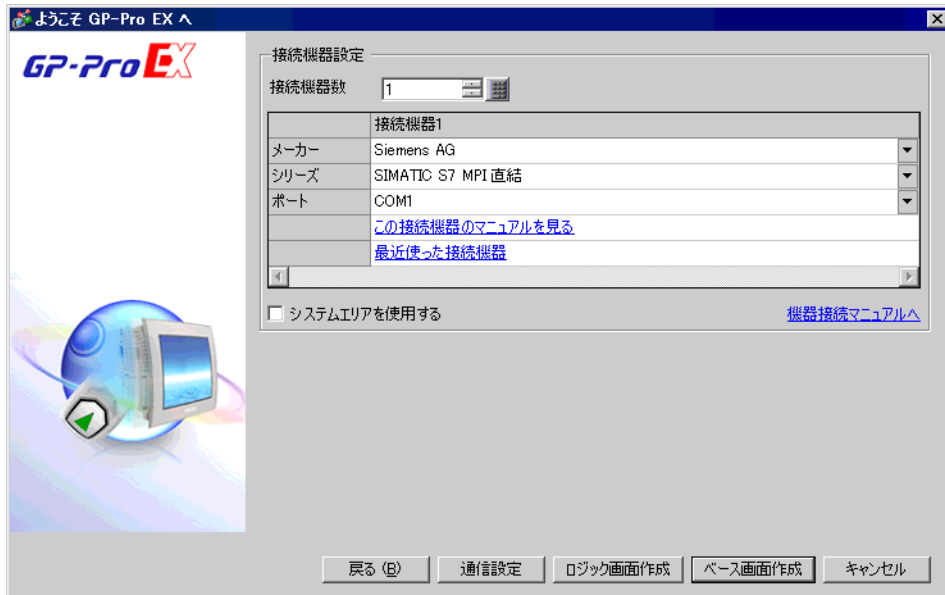 ようこそ GP-Pro EX へ
GP-Pro EX
接続機器設定
接続機器数 1
接続機器1
メーカー Siemens AG
シリーズ SIMATIC S7 MPI 直結
ポート COM1
この接続機器のマニュアルを見る
最近使った接続機器
システムエリアを使用する 機器接続マニュアルへ
戻る (B) 通信設定 ロジック画面作成 ベース画面作成 キャンセル